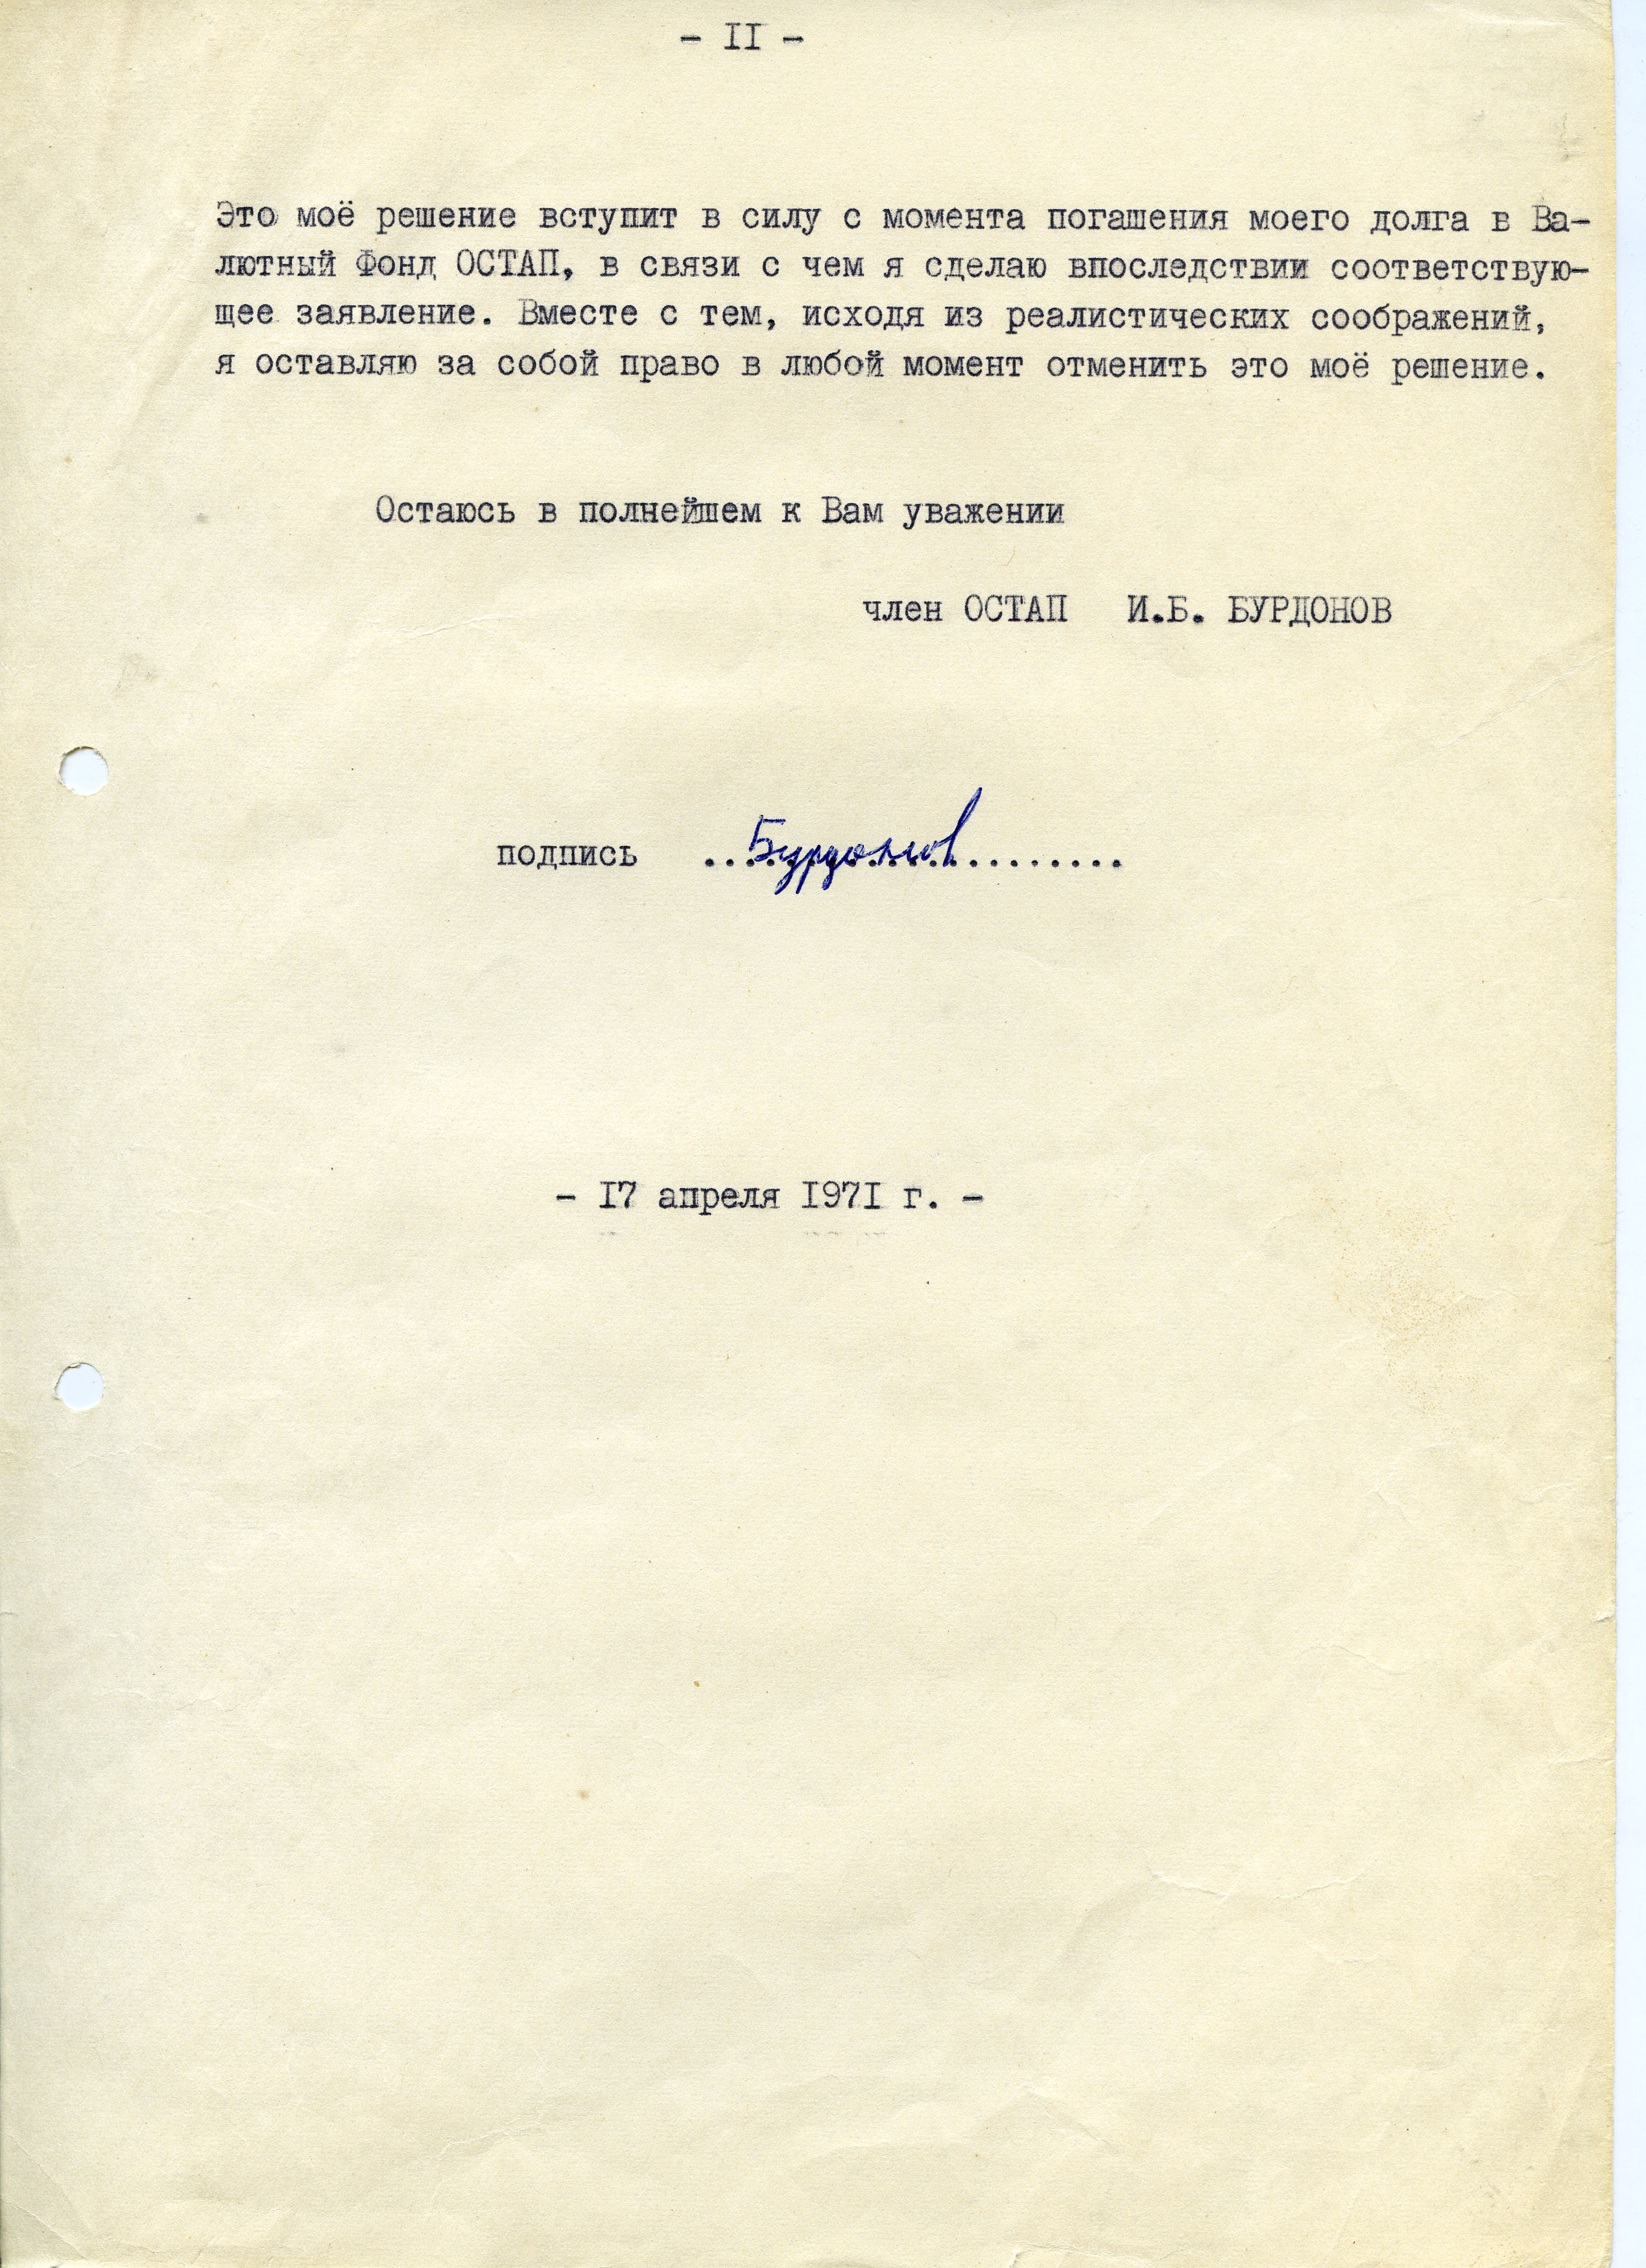 - II -
Это моё решение вступит в силу с момента погашения моего долга в Ва-
лютный Фонд ОСТАП, в связи с чем я сделаю впоследствии соответствую-
щее заявление. Вместе с тем, исходя из реалистических соображений,
я оставляю за собой право в любой момент отменить это моё решение.
Остаюсь в полнейшем к Вам уважении
член ОСТАП И.Б. БУРДОНОВ
подпись ..Бурдонов........
- I7 апреля I97I г. -